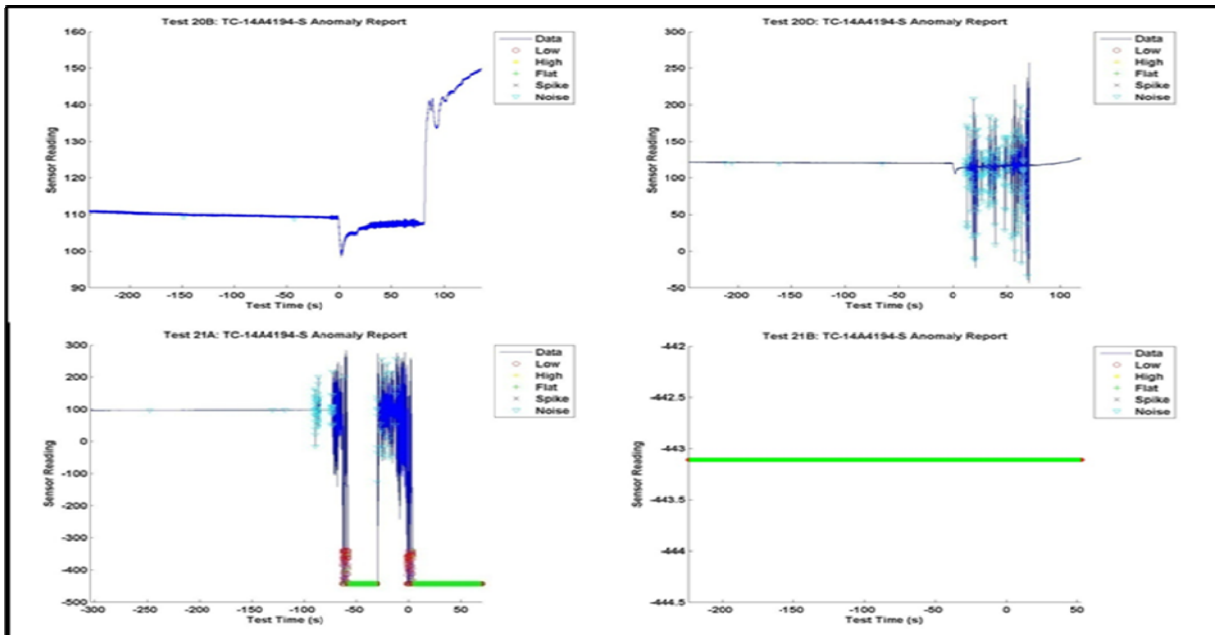 Test 20B: TC-14A4194-S Anomaly Report
160
150
140
130
120
110
100
90
Sensor Reading
-200 -150 -100 -50 0 50 100
Test Time (s)
Data
Low
High
Flat
Spike
Noise
Test 20D: TC-14A4194-S Anomaly Report
300
250
200
150
100
50
0
-50
Sensor Reading
-200 -150 -100 -50 0 50 100
Test Time (s)
Data
Low
High
Flat
Spike
Noise
Test 21A: TC-14A4194-S Anomaly Report
300
200
100
0
-100
-200
-300
-400
-500
Sensor Reading
-300 -250 -200 -150 -100 -50 0 50
Test Time (s)
Data
Low
High
Flat
Spike
Noise
Test 21B: TC-14A4194-S Anomaly Report
-442
-442.5
-443
-443.5
-444
-444.5
Sensor Reading
-200 -150 -100 -50 0 50
Test Time (s)
Data
Low
High
Flat
Spike
Noise